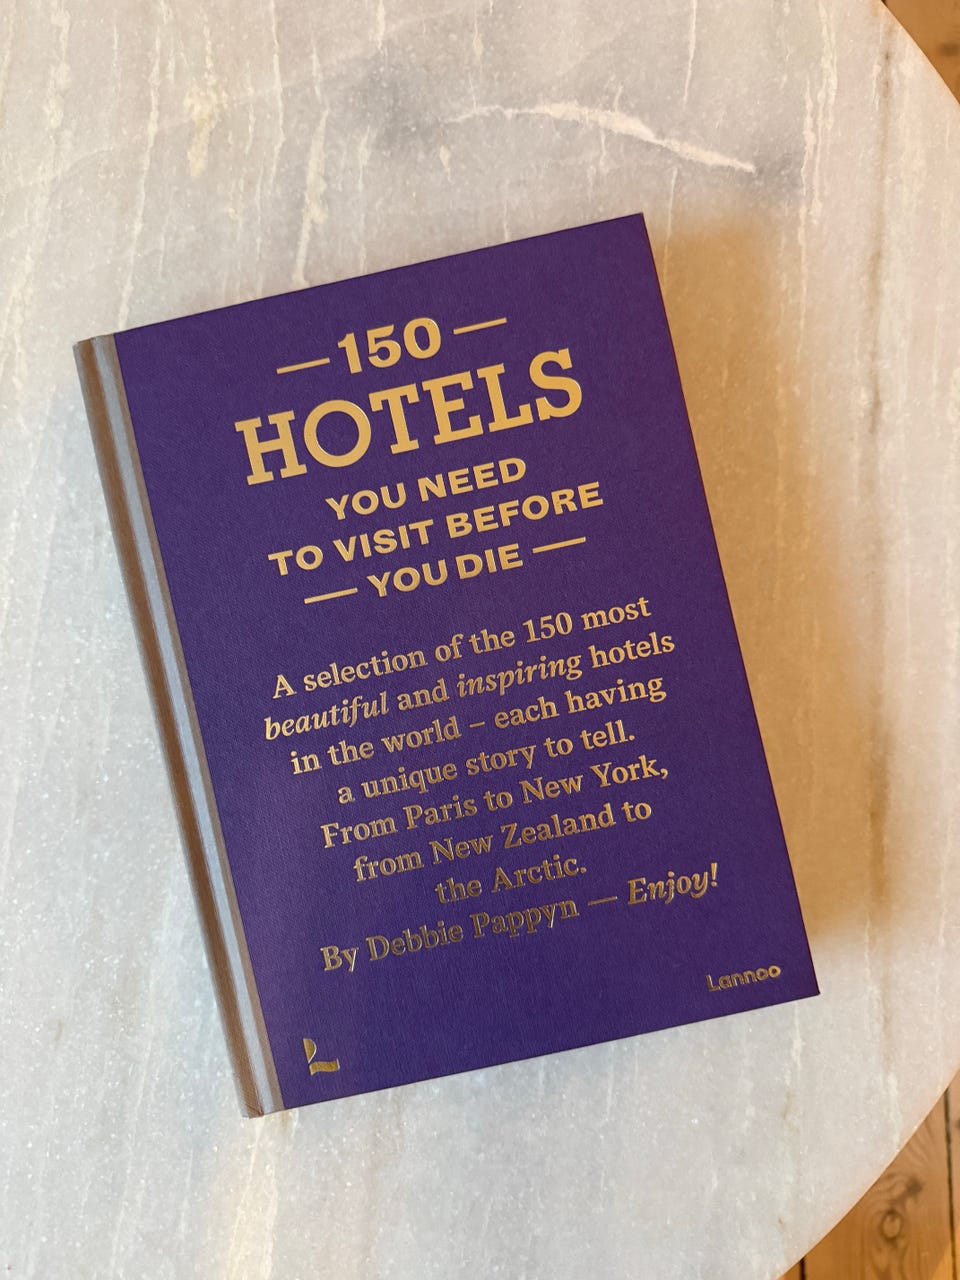 — 150 —
HOTELS
YOU NEED
TO VISIT BEFORE
— YOU DIE —
A selection of the 150 most
beautiful and inspiring hotels
in the world – each having
a unique story to tell.
From Paris to New York,
from New Zealand to
the Arctic.
By Debbie Pappyn — Enjoy!
Lannoo
L